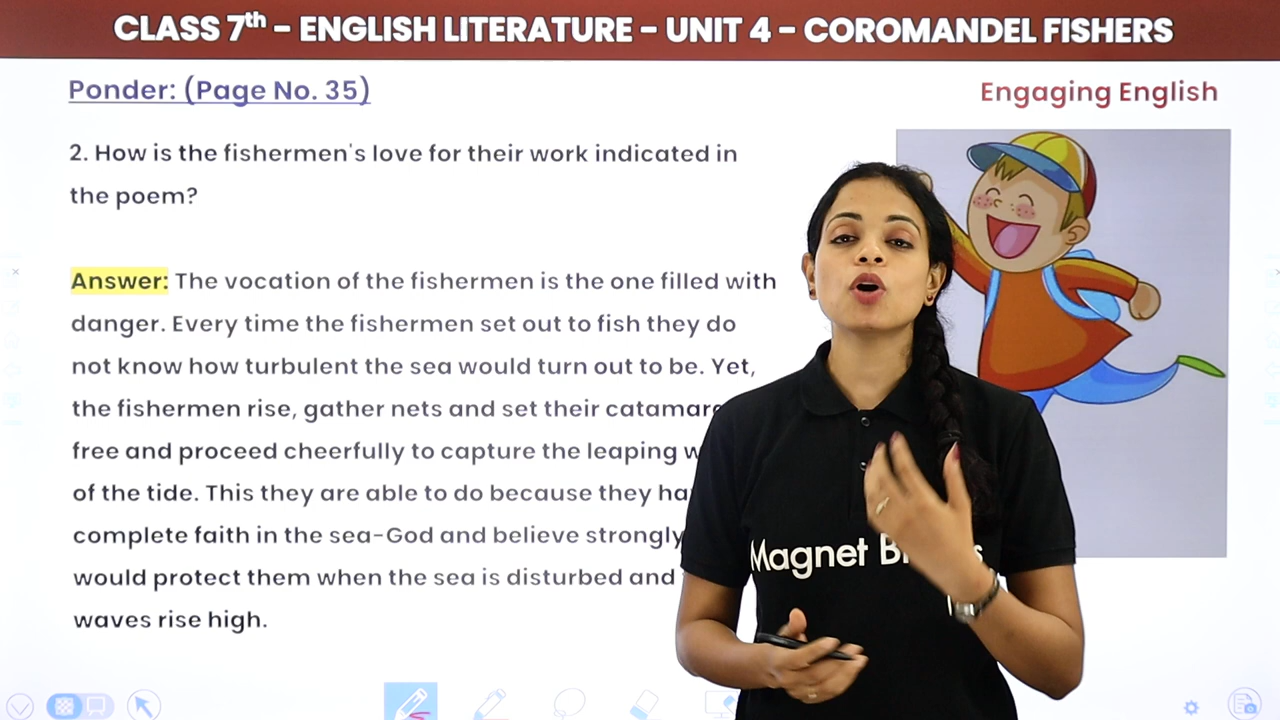 CLASS 7th - ENGLISH LITERATURE - UNIT 4 - COROMANDEL FISHERS
Ponder: (Page No. 35)
Engaging English
2. How is the fishermen's love for their work indicated in
the poem?
Answer: The vocation of the fishermen is the one filled with
danger. Every time the fishermen set out to fish they do
not know how turbulent the sea would turn out to be. Yet,
the fishermen rise, gather nets and set their
free and proceed cheerfully to capture the leaping
of the tide. This they are able to do because they
complete faith in the sea-God and believe strongly
would protect them when the sea is disturbed and
waves rise high.
Magnet